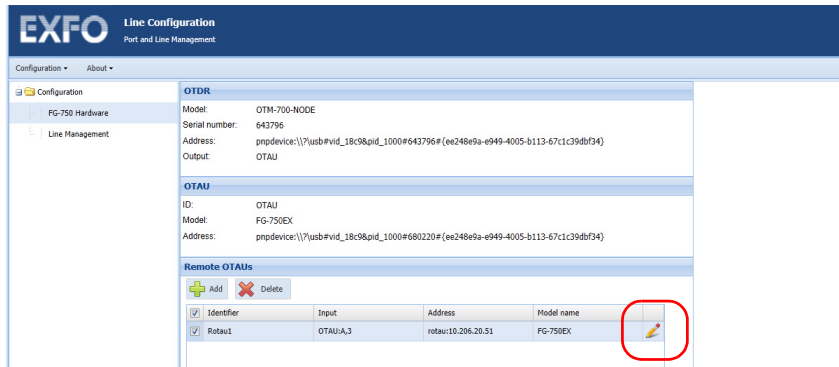 EXFO
Line Configuration
Port and Line Management
Configuration About
Configuration
FG-750 Hardware
Line Management
OTDR
Model: OTM-700-NODE
Serial number: 643796
Address: pnpdevice:\\?\usb#vid_18c9&pid_1000#643796#{ee248e9a-e949-4005-b113-67c1c39dbf34}
Output: OTAU
OTAU
ID: OTAU
Model: FG-750EX
Address: pnpdevice:\\?\usb#vid_18c9&pid_1000#680220#{ee248e9a-e949-4005-b113-67c1c39dbf34}
Remote OTAUs
Add Delete
Identifier Input Address Model name
Rotau1 OTAU:A,3 rotau:10.206.20.51 FG-750EX